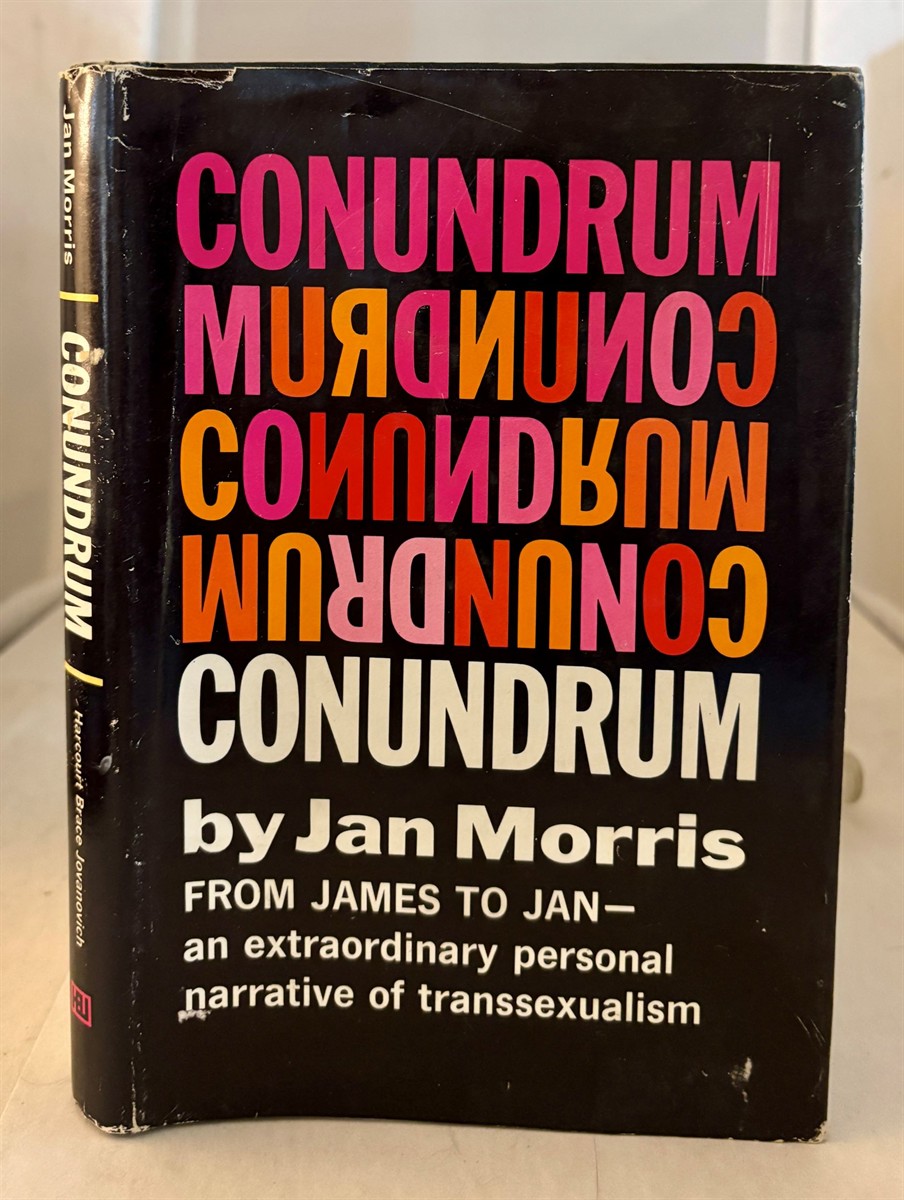 Jan Morris
CONUNDRUM
Harcourt Brace Jovanovich
HBJ
CONUNDRUM
CONUNDRUM
CONUNDRUM
CONUNDRUM
CONUNDRUM
by Jan Morris
FROM JAMES TO JAN—
an extraordinary personal
narrative of transsexualism